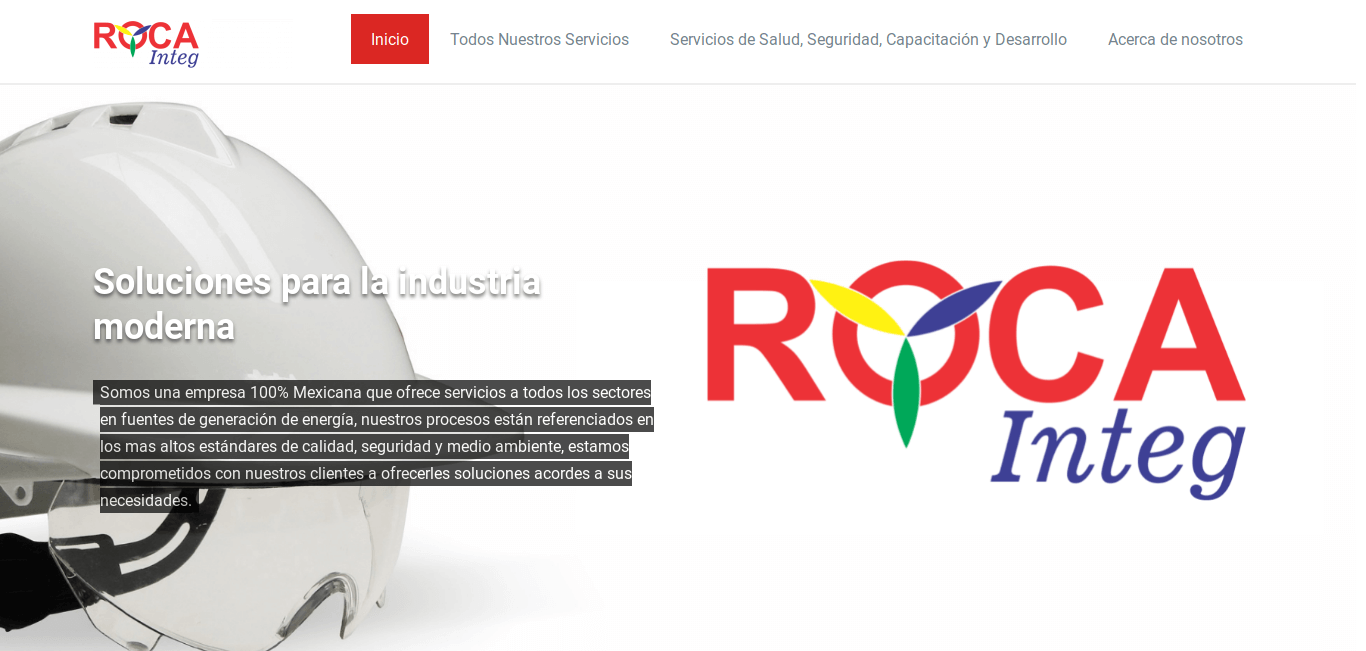 ROCA
Integ
Inicio
Todos Nuestros Servicios
Servicios de Salud, Seguridad, Capacitación y Desarrollo
Acerca de nosotros
Soluciones para la industria
moderna
Somos una empresa 100% Mexicana que ofrece servicios a todos los sectores
en fuentes de generación de energía, nuestros procesos están referenciados en
los mas altos estándares de calidad, seguridad y medio ambiente, estamos
comprometidos con nuestros clientes a ofrecerles soluciones acordes a sus
necesidades.
ROCA
Integ